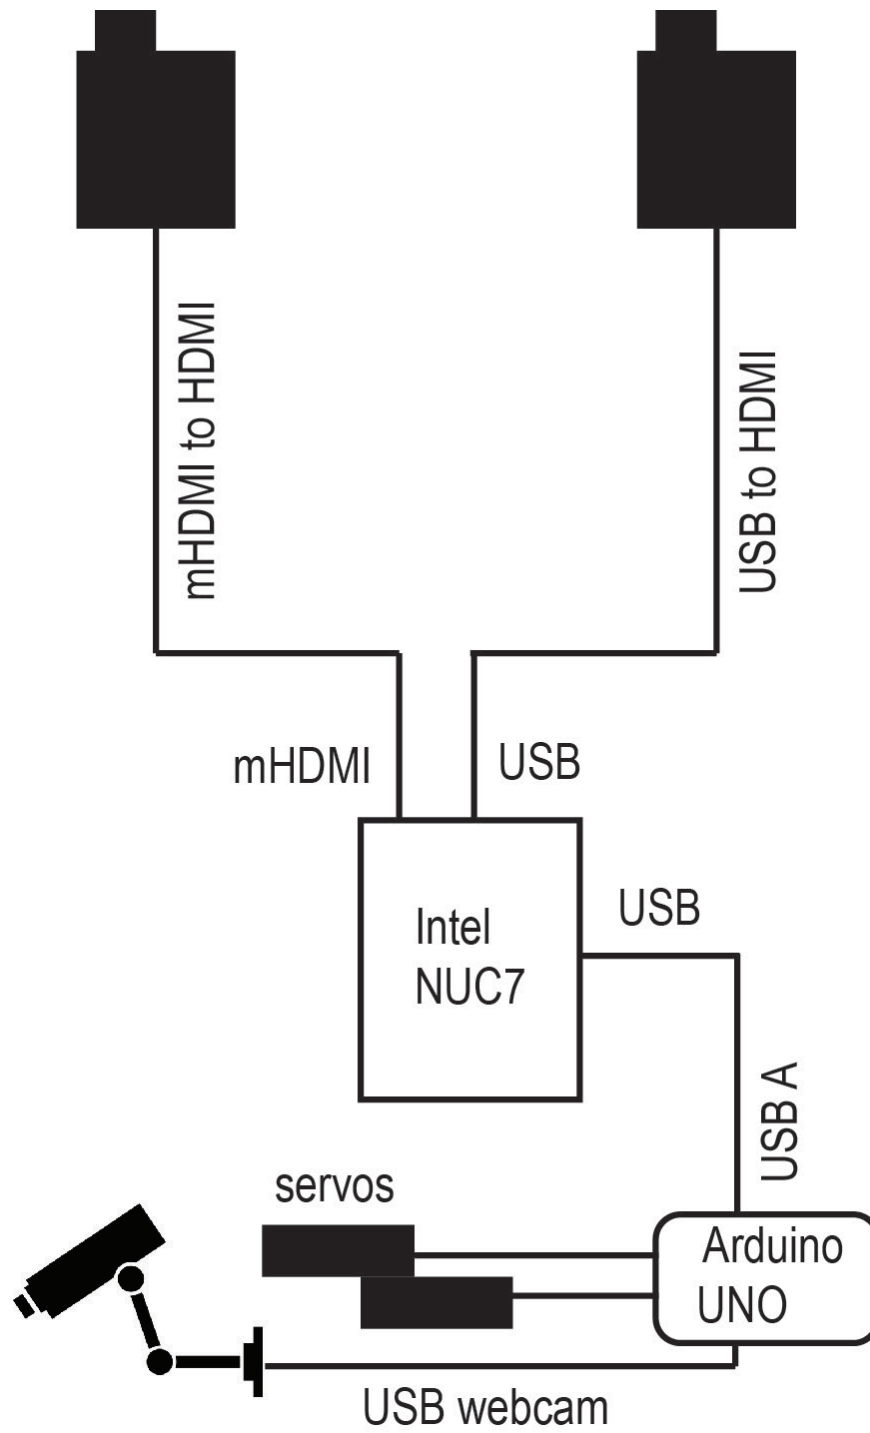 mHDMI to HDMI
USB to HDMI
mHDMI
USB
Intel
NUC7
USB
USB A
servos
Arduino
UNO
USB webcam